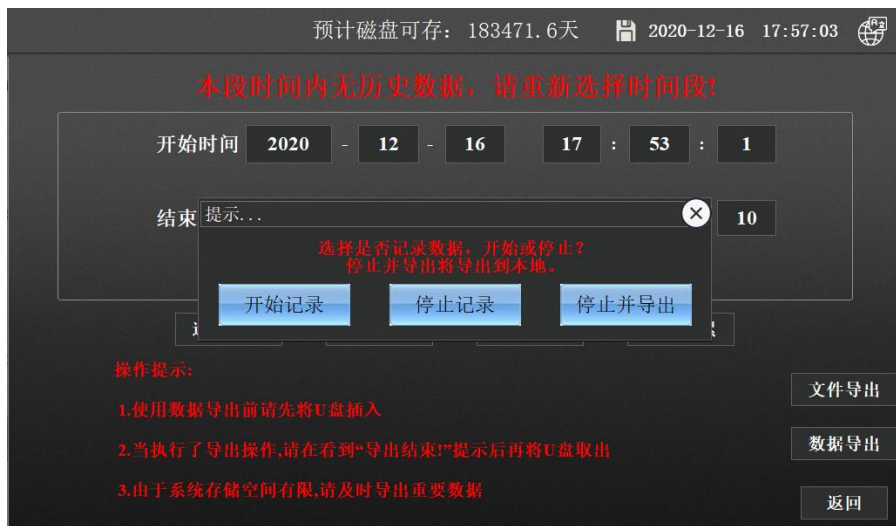 预计磁盘可存：183471.6天 2020-12-16 17:57:03
本段时间内无历史数据，请重新选择时间段!
开始时间 2020 - 12 - 16 17 : 53 : 1
结束 10
提示...
选择是否记录数据，开始或停止？
停止并导出将导出到本地。
开始记录 停止记录 停止并导出
操作提示:
1.使用数据导出前请先将U盘插入
2.当执行了导出操作,请在看到“导出结束!”提示后再将U盘取出
3.由于系统存储空间有限,请及时导出重要数据
文件导出
数据导出
返回